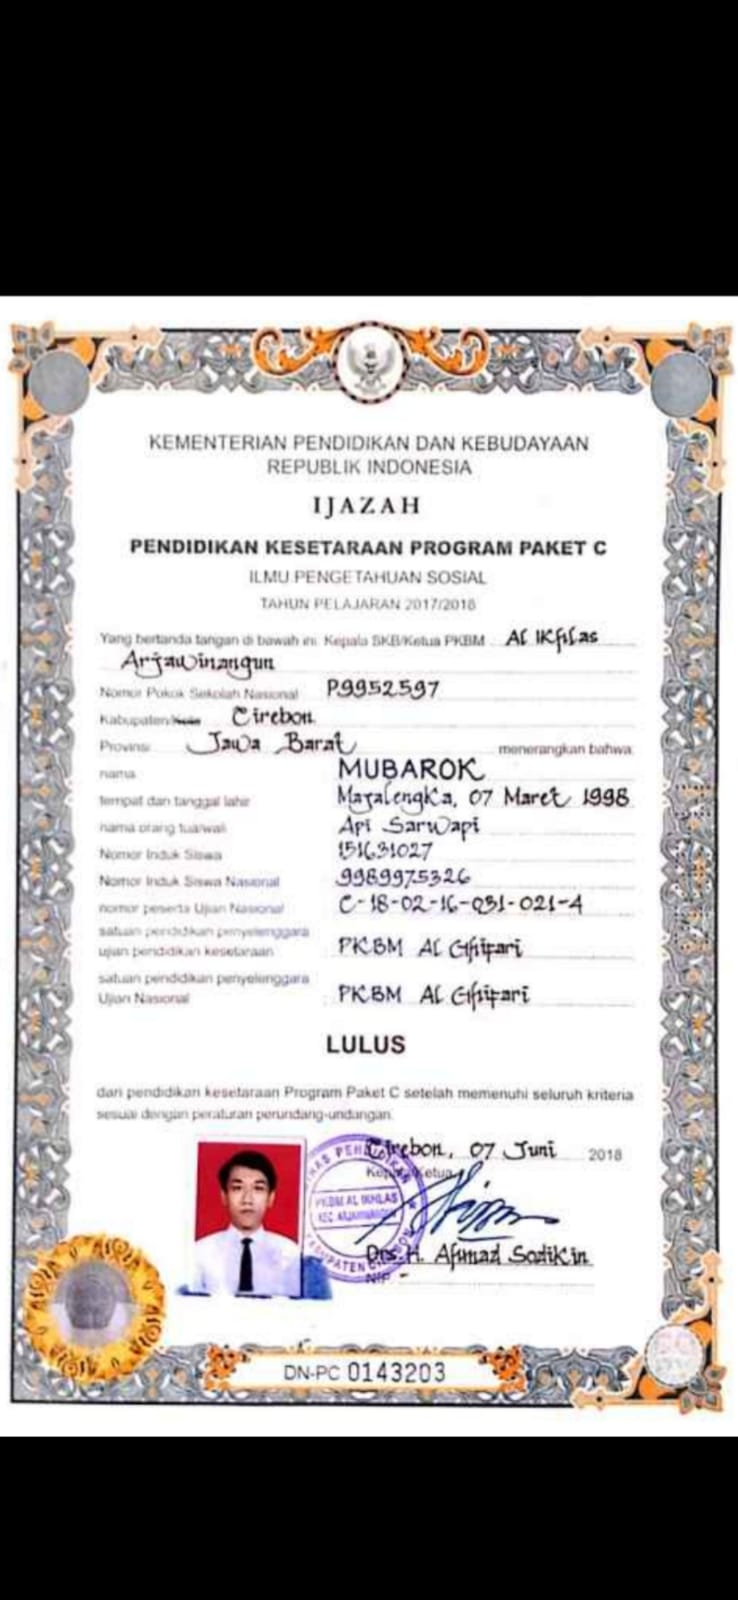 KEMENTERIAN PENDIDIKAN DAN KEBUDAYAAN
REPUBLIK INDONESIA
IJAZAH
PENDIDIKAN KESETARAAN PROGRAM PAKET C
ILMU PENGETAHUAN SOSIAL
TAHUN PELAJARAN 2017/2018
Yang bertanda tangan di bawah ini, Kepala SKB/Ketua PKBM Al Ikhlas
Arjawinangun
Nomor Pokok Sekolah Nasional P9952597
Kabupaten/Kota Cirebon
Provinsi Jawa Barat menerangkan bahwa:
nama MUBAROK
tempat dan tanggal lahir Majalengka, 07 Maret 1998
nama orang tua/wali Api Sarwapi
Nomor Induk Siswa 151631027
Nomor Induk Siswa Nasional 9989975326
nomor peserta Ujian Nasional C-18-02-16-031-021-4
satuan pendidikan penyelenggara
ujian pendidikan kesetaraan : PKBM Al Ghifari
satuan pendidikan penyelenggara
Ujian Nasional : PKBM Al Ghifari
LULUS
dari pendidikan kesetaraan Program Paket C setelah memenuhi seluruh kriteria
sesuai dengan peraturan perundang-undangan.
Cirebon, 07 Juni 2018
Kepala/Ketua
PKBM AL IKHLAS
KEC. ARJAWINANGUN
Drs. H. Ahmad Sodikin
NIP -
DN-PC 0143203